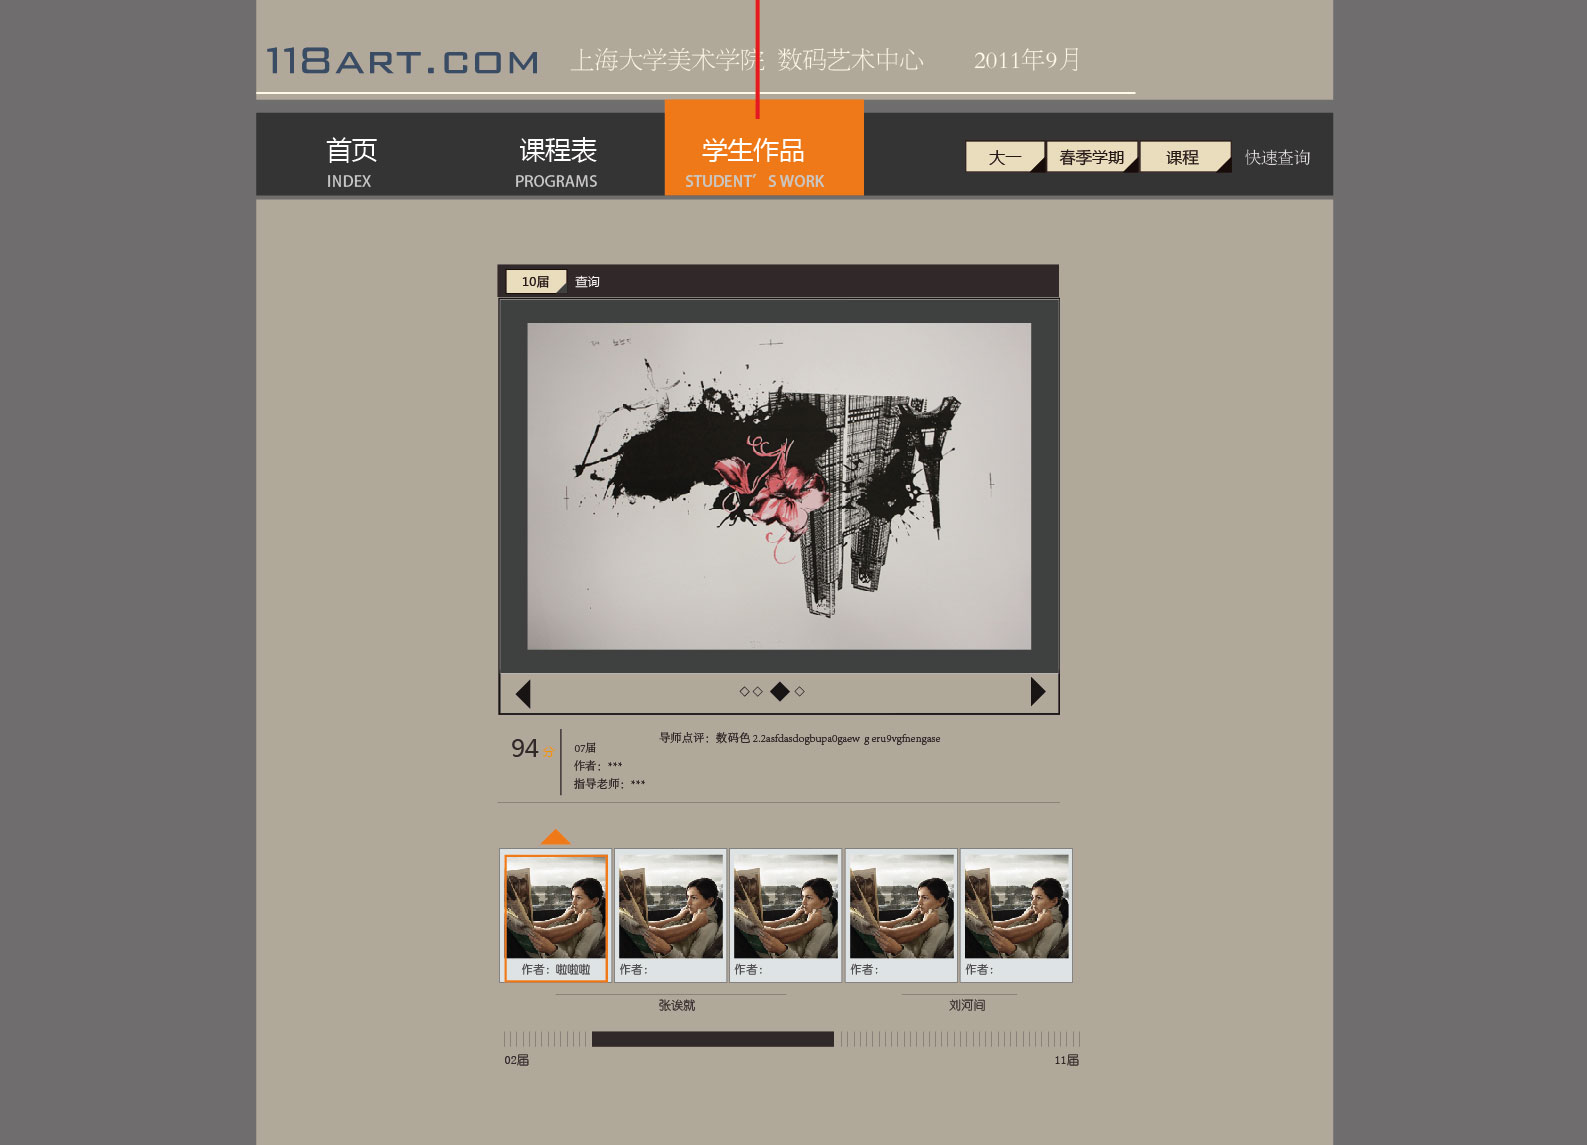 118ART.COM 上海大学美术学院 数码艺术中心 2011年9月
首页 课程表 学生作品 大一 春季学期 课程 快速查询
INDEX PROGRAMS STUDENT'S WORK
10届 查询
94分
07届
作者：***
指导老师：***
导师点评：数码色 2.2asfdasdogbupa0gaew g eru9vgfnengase
作者：啦啦啦 作者： 作者： 作者： 作者：
张诶就 刘河间
02届 11届